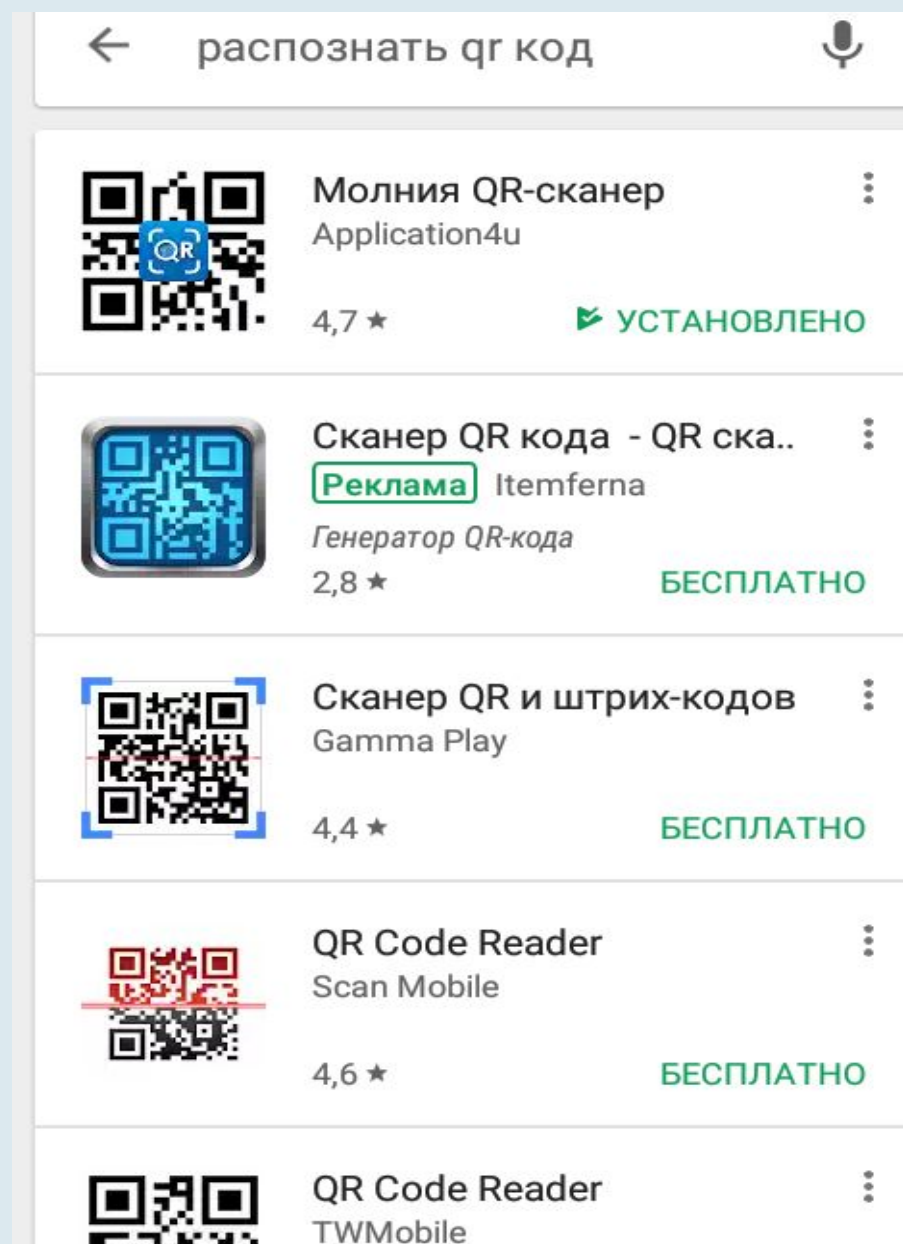 распознать qr код
Молния QR-сканер
Application4u
QR
4,7 ★
УСТАНОВЛЕНО
Сканер QR кода - QR ска..
Реклама Itemferna
Генератор QR-кода
2,8 ★
БЕСПЛАТНО
Сканер QR и штрих-кодов
Gamma Play
4,4 ★
БЕСПЛАТНО
QR Code Reader
Scan Mobile
4,6 ★
БЕСПЛАТНО
QR Code Reader
TWMobile